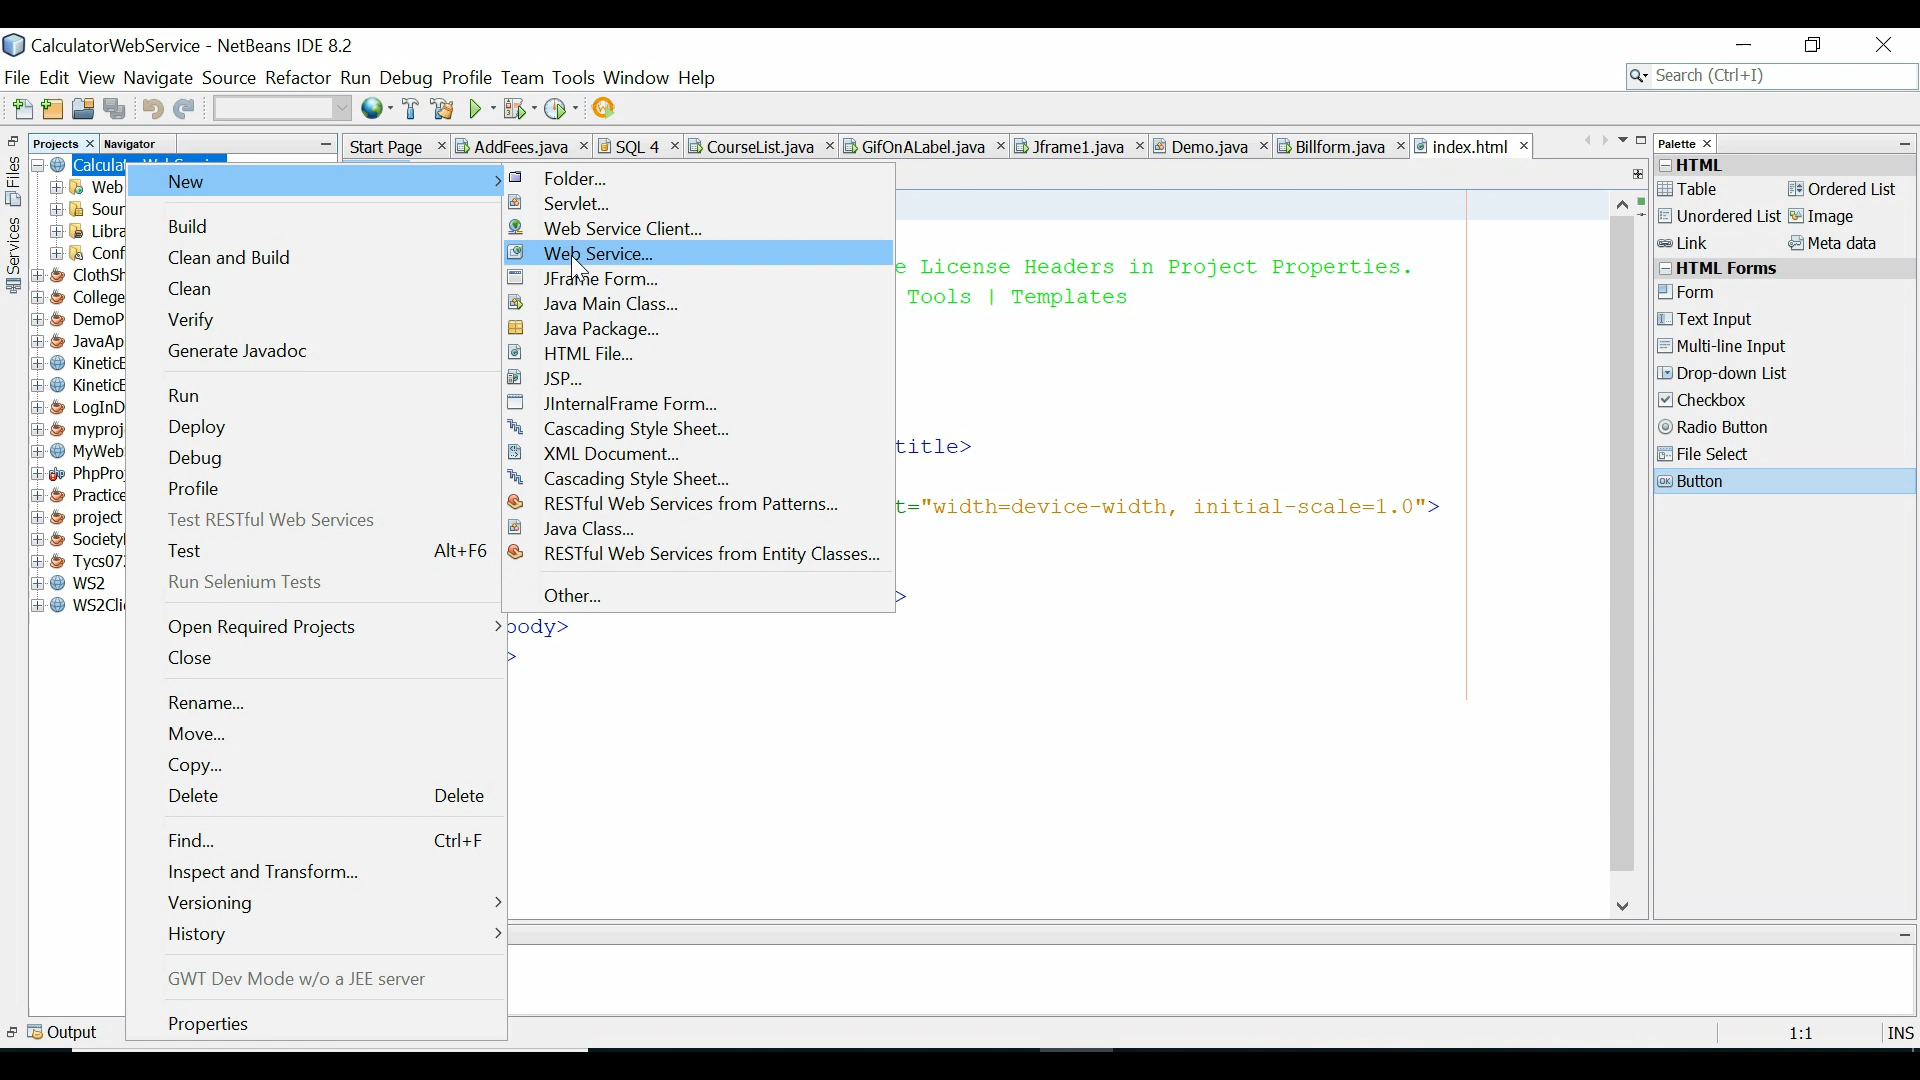 CalculatorWebService - NetBeans IDE 8.2
File Edit View Navigate Source Refactor Run Debug Profile Team Tools Window Help
Search (Ctrl+I)
Projects
Navigator
Start Page
AddFees.java
SQL 4
CourseList.java
GifOnALabel.java
Jframe1.java
Demo.java
Billform.java
index.html
Palette
Files
Services
Web
Libra
ClothSh
College
DemoP
JavaAp
LogInD
myproj
MyWeb
PhpPro
Practice
project
Society
Tycs07
WS2
WS2Cli
New
Build
Clean and Build
Clean
Verify
Generate Javadoc
Run
Deploy
Debug
Profile
Test RESTful Web Services
Test Alt+F6
Run Selenium Tests
Open Required Projects
Close
Rename...
Move...
Copy...
Delete Delete
Find... Ctrl+F
Inspect and Transform...
Versioning
History
GWT Dev Mode w/o a JEE server
Properties
Folder...
Servlet...
Web Service Client...
Web Service...
JFrame Form...
Java Main Class...
Java Package...
HTML File...
JSP...
JInternalFrame Form...
Cascading Style Sheet...
XML Document...
Cascading Style Sheet...
RESTful Web Services from Patterns...
Java Class...
RESTful Web Services from Entity Classes...
Other...
e License Headers in Project Properties.
Tools | Templates
title>
t="width=device-width, initial-scale=1.0">
>
body>
>
HTML
Table
Ordered List
Unordered List
Image
Link
Meta data
HTML Forms
Form
Text Input
Multi-line Input
Drop-down List
Checkbox
Radio Button
File Select
Button
Output
1:1
INS